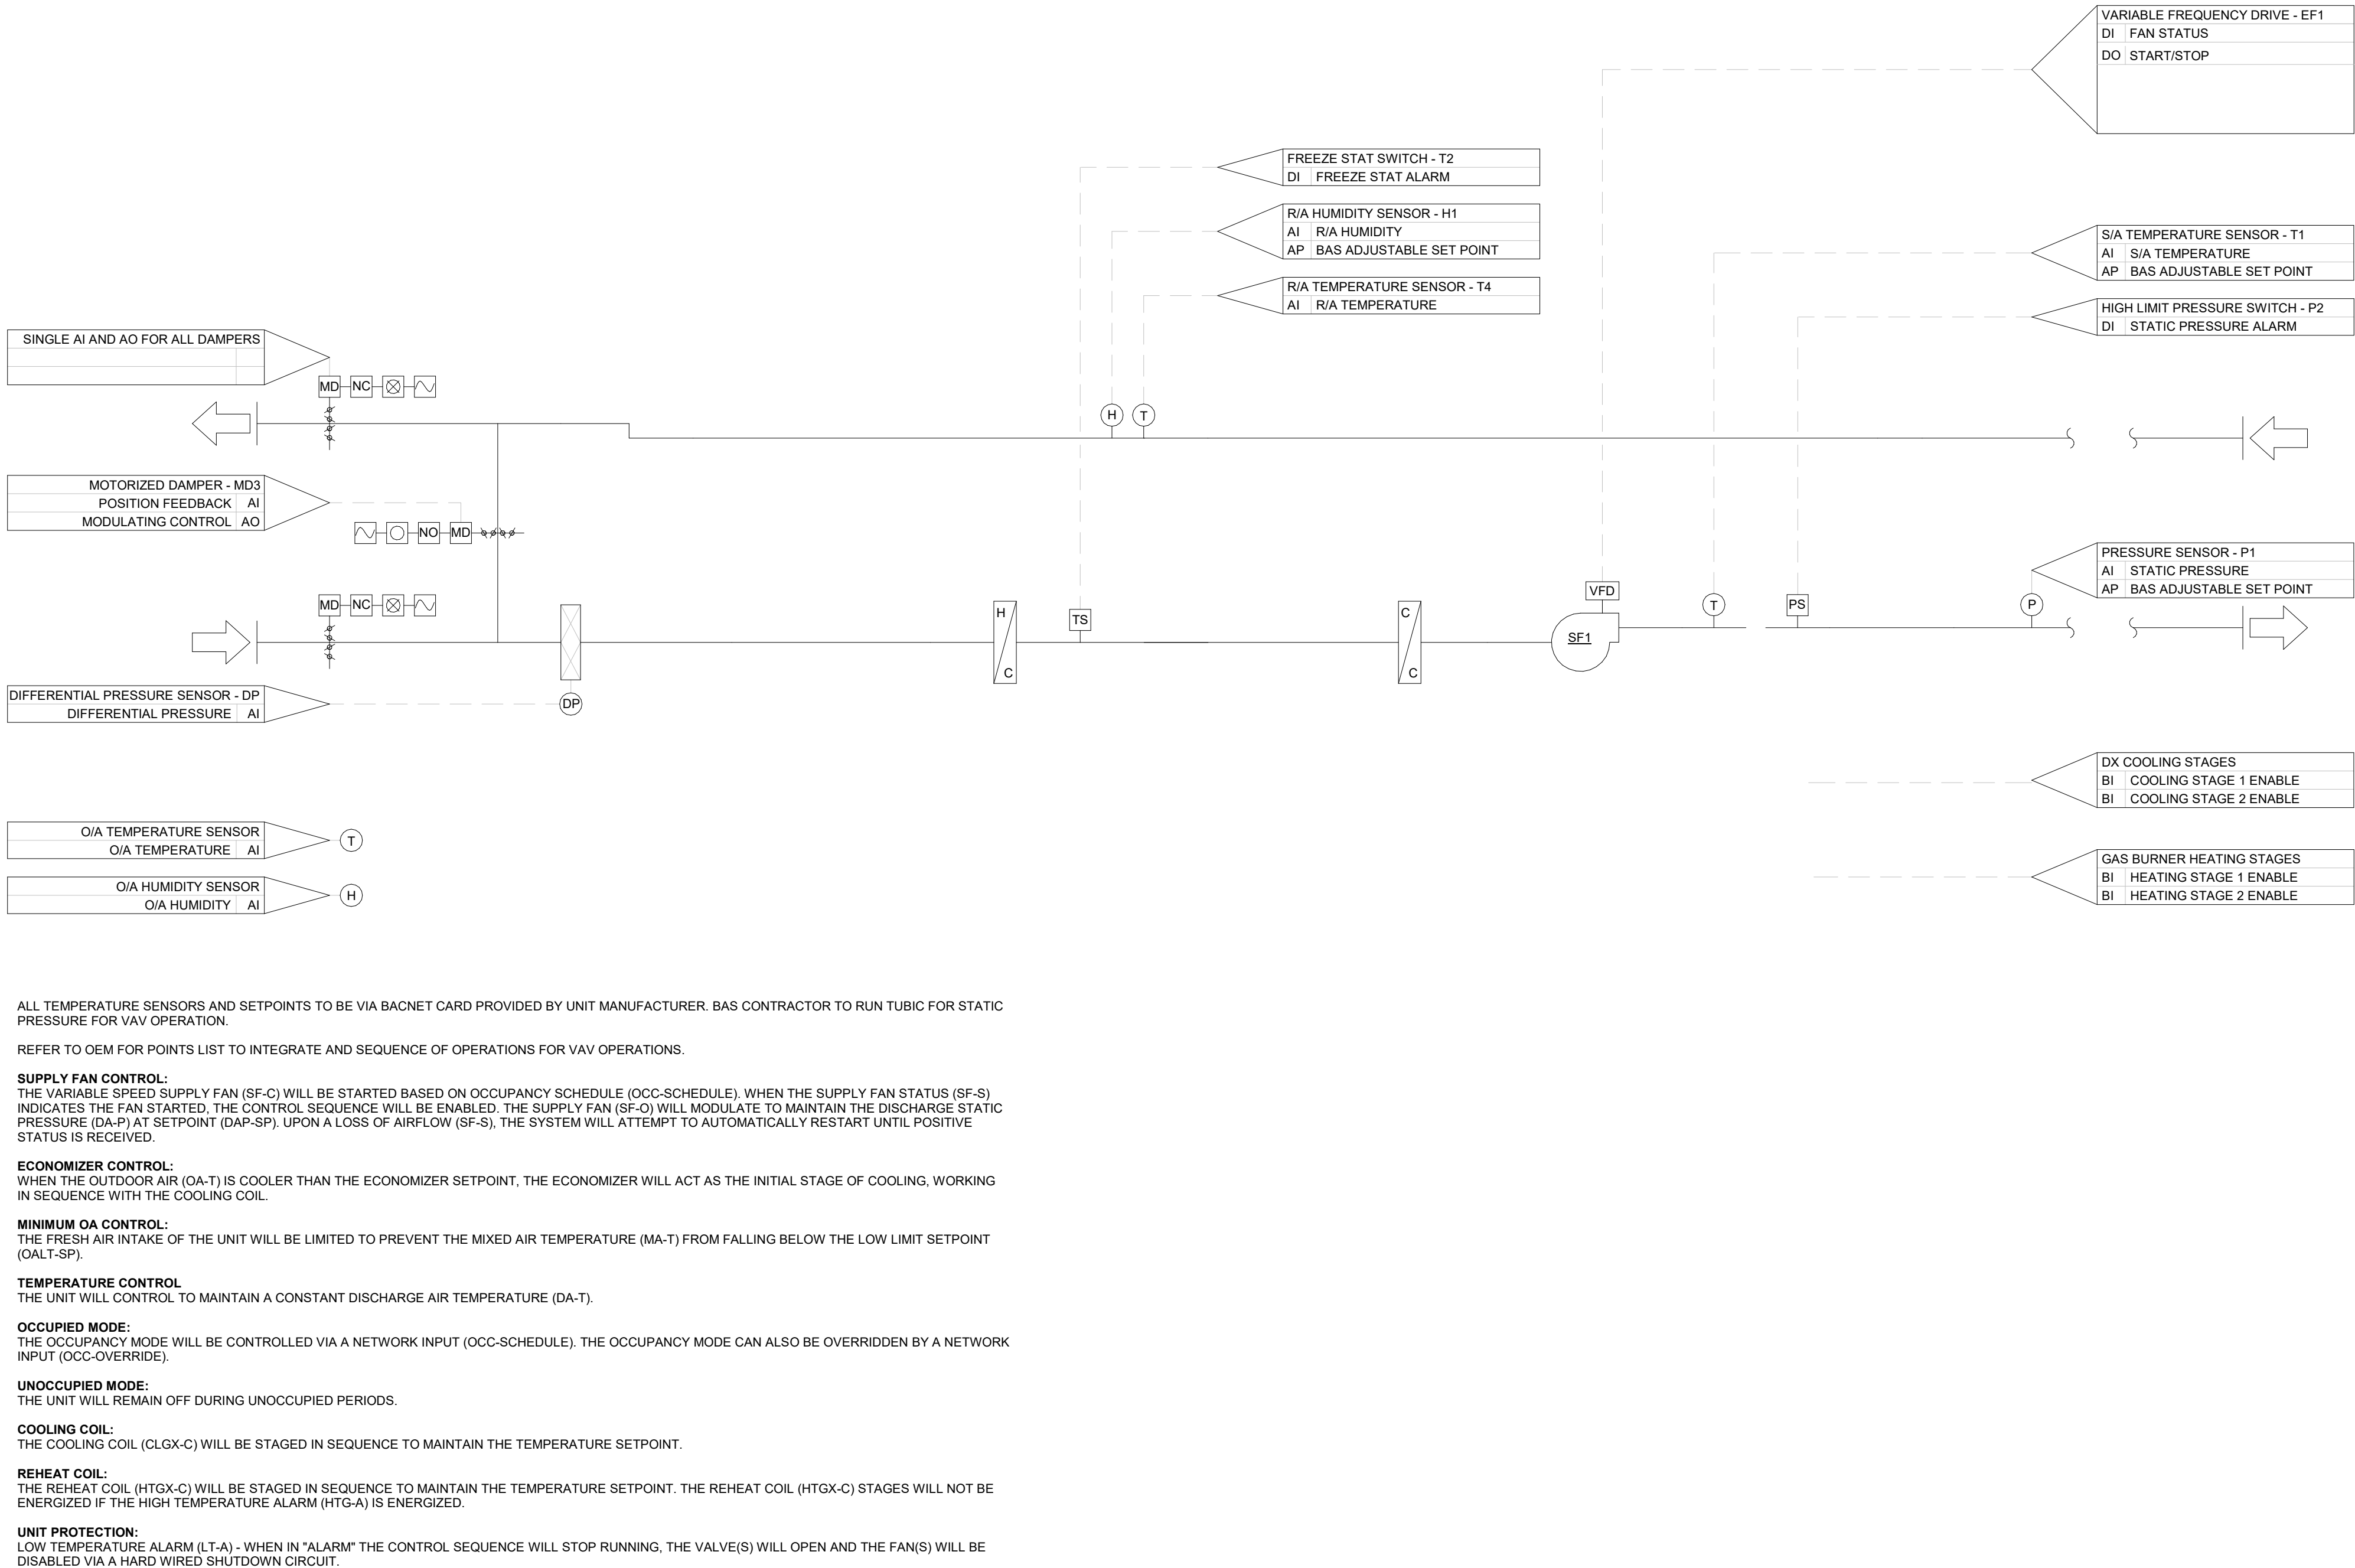 VARIABLE FREQUENCY DRIVE - EF1
DI FAN STATUS
DO START/STOP
FREEZE STAT SWITCH - T2
DI FREEZE STAT ALARM
R/A HUMIDITY SENSOR - H1
AI R/A HUMIDITY
AP BAS ADJUSTABLE SET POINT
R/A TEMPERATURE SENSOR - T4
AI R/A TEMPERATURE
S/A TEMPERATURE SENSOR - T1
AI S/A TEMPERATURE
AP BAS ADJUSTABLE SET POINT
HIGH LIMIT PRESSURE SWITCH - P2
DI STATIC PRESSURE ALARM
SINGLE AI AND AO FOR ALL DAMPERS
MD NC
H T
MOTORIZED DAMPER - MD3
POSITION FEEDBACK AI
MODULATING CONTROL AO
NO MD
PRESSURE SENSOR - P1
AI STATIC PRESSURE
AP BAS ADJUSTABLE SET POINT
MD NC
H
C
TS
C
C
VFD
SF1
T
PS
P
DIFFERENTIAL PRESSURE SENSOR - DP
DIFFERENTIAL PRESSURE AI
DP
DX COOLING STAGES
BI COOLING STAGE 1 ENABLE
BI COOLING STAGE 2 ENABLE
O/A TEMPERATURE SENSOR
O/A TEMPERATURE AI
T
O/A HUMIDITY SENSOR
O/A HUMIDITY AI
H
GAS BURNER HEATING STAGES
BI HEATING STAGE 1 ENABLE
BI HEATING STAGE 2 ENABLE
ALL TEMPERATURE SENSORS AND SETPOINTS TO BE VIA BACNET CARD PROVIDED BY UNIT MANUFACTURER. BAS CONTRACTOR TO RUN TUBIC FOR STATIC
PRESSURE FOR VAV OPERATION.
REFER TO OEM FOR POINTS LIST TO INTEGRATE AND SEQUENCE OF OPERATIONS FOR VAV OPERATIONS.
SUPPLY FAN CONTROL:
THE VARIABLE SPEED SUPPLY FAN (SF-C) WILL BE STARTED BASED ON OCCUPANCY SCHEDULE (OCC-SCHEDULE). WHEN THE SUPPLY FAN STATUS (SF-S)
INDICATES THE FAN STARTED, THE CONTROL SEQUENCE WILL BE ENABLED. THE SUPPLY FAN (SF-O) WILL MODULATE TO MAINTAIN THE DISCHARGE STATIC
PRESSURE (DA-P) AT SETPOINT (DAP-SP). UPON A LOSS OF AIRFLOW (SF-S), THE SYSTEM WILL ATTEMPT TO AUTOMATICALLY RESTART UNTIL POSITIVE
STATUS IS RECEIVED.
ECONOMIZER CONTROL:
WHEN THE OUTDOOR AIR (OA-T) IS COOLER THAN THE ECONOMIZER SETPOINT, THE ECONOMIZER WILL ACT AS THE INITIAL STAGE OF COOLING, WORKING
IN SEQUENCE WITH THE COOLING COIL.
MINIMUM OA CONTROL:
THE FRESH AIR INTAKE OF THE UNIT WILL BE LIMITED TO PREVENT THE MIXED AIR TEMPERATURE (MA-T) FROM FALLING BELOW THE LOW LIMIT SETPOINT
(OALT-SP).
TEMPERATURE CONTROL
THE UNIT WILL CONTROL TO MAINTAIN A CONSTANT DISCHARGE AIR TEMPERATURE (DA-T).
OCCUPIED MODE:
THE OCCUPANCY MODE WILL BE CONTROLLED VIA A NETWORK INPUT (OCC-SCHEDULE). THE OCCUPANCY MODE CAN ALSO BE OVERRIDDEN BY A NETWORK
INPUT (OCC-OVERRIDE).
UNOCCUPIED MODE:
THE UNIT WILL REMAIN OFF DURING UNOCCUPIED PERIODS.
COOLING COIL:
THE COOLING COIL (CLGX-C) WILL BE STAGED IN SEQUENCE TO MAINTAIN THE TEMPERATURE SETPOINT.
REHEAT COIL:
THE REHEAT COIL (HTGX-C) WILL BE STAGED IN SEQUENCE TO MAINTAIN THE TEMPERATURE SETPOINT. THE REHEAT COIL (HTGX-C) STAGES WILL NOT BE
ENERGIZED IF THE HIGH TEMPERATURE ALARM (HTG-A) IS ENERGIZED.
UNIT PROTECTION:
LOW TEMPERATURE ALARM (LT-A) - WHEN IN "ALARM" THE CONTROL SEQUENCE WILL STOP RUNNING, THE VALVE(S) WILL OPEN AND THE FAN(S) WILL BE
DISABLED VIA A HARD WIRED SHUTDOWN CIRCUIT.